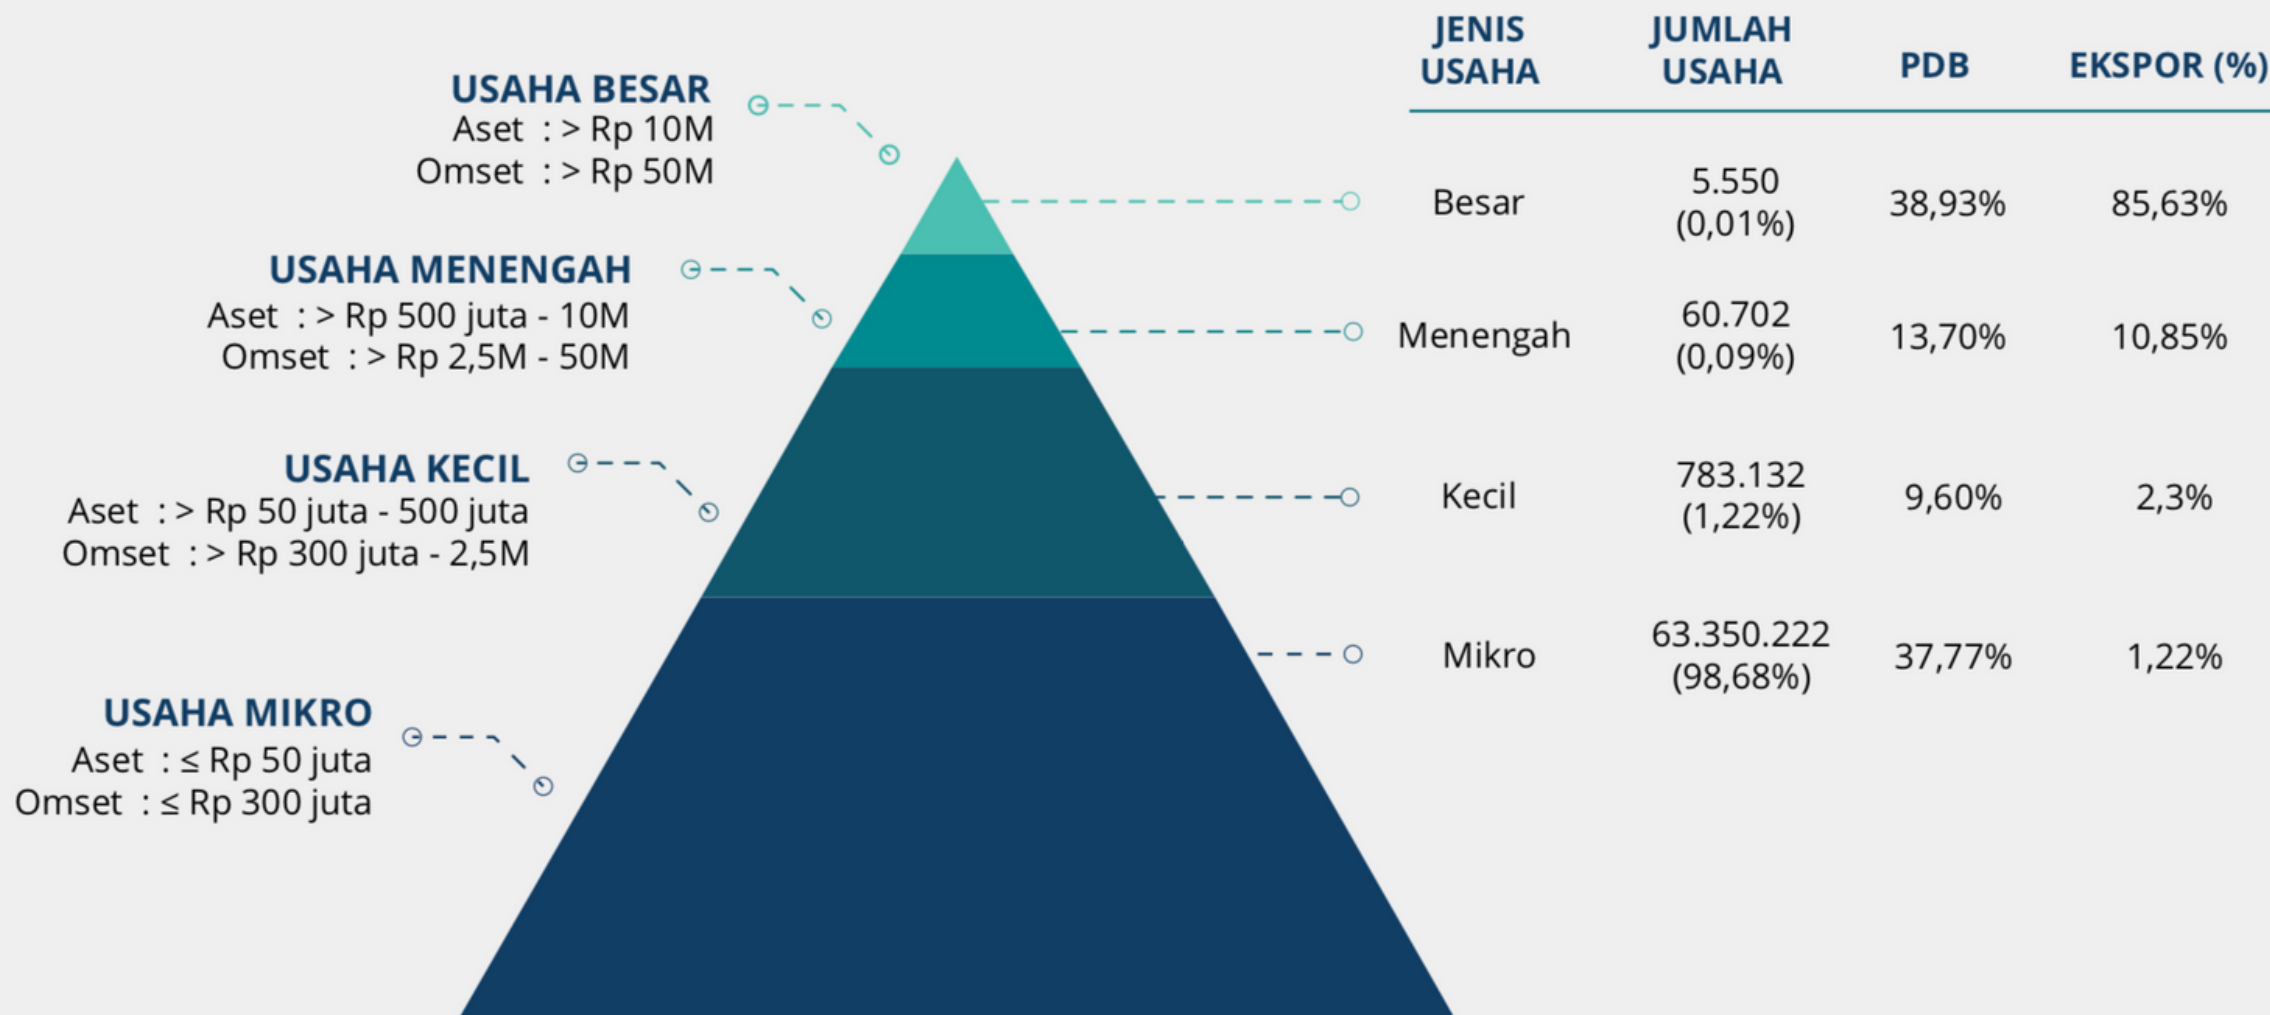 USAHA BESAR
Aset : > Rp 10M
Omset : > Rp 50M
USAHA MENENGAH
Aset : > Rp 500 juta - 10M
Omset : > Rp 2,5M - 50M
USAHA KECIL
Aset : > Rp 50 juta - 500 juta
Omset : > Rp 300 juta - 2,5M
USAHA MIKRO
Aset : ≤ Rp 50 juta
Omset : ≤ Rp 300 juta
JENIS USAHA JUMLAH USAHA PDB EKSPOR (%)
Besar 5.550 (0,01%) 38,93% 85,63%
Menengah 60.702 (0,09%) 13,70% 10,85%
Kecil 783.132 (1,22%) 9,60% 2,3%
Mikro 63.350.222 (98,68%) 37,77% 1,22%